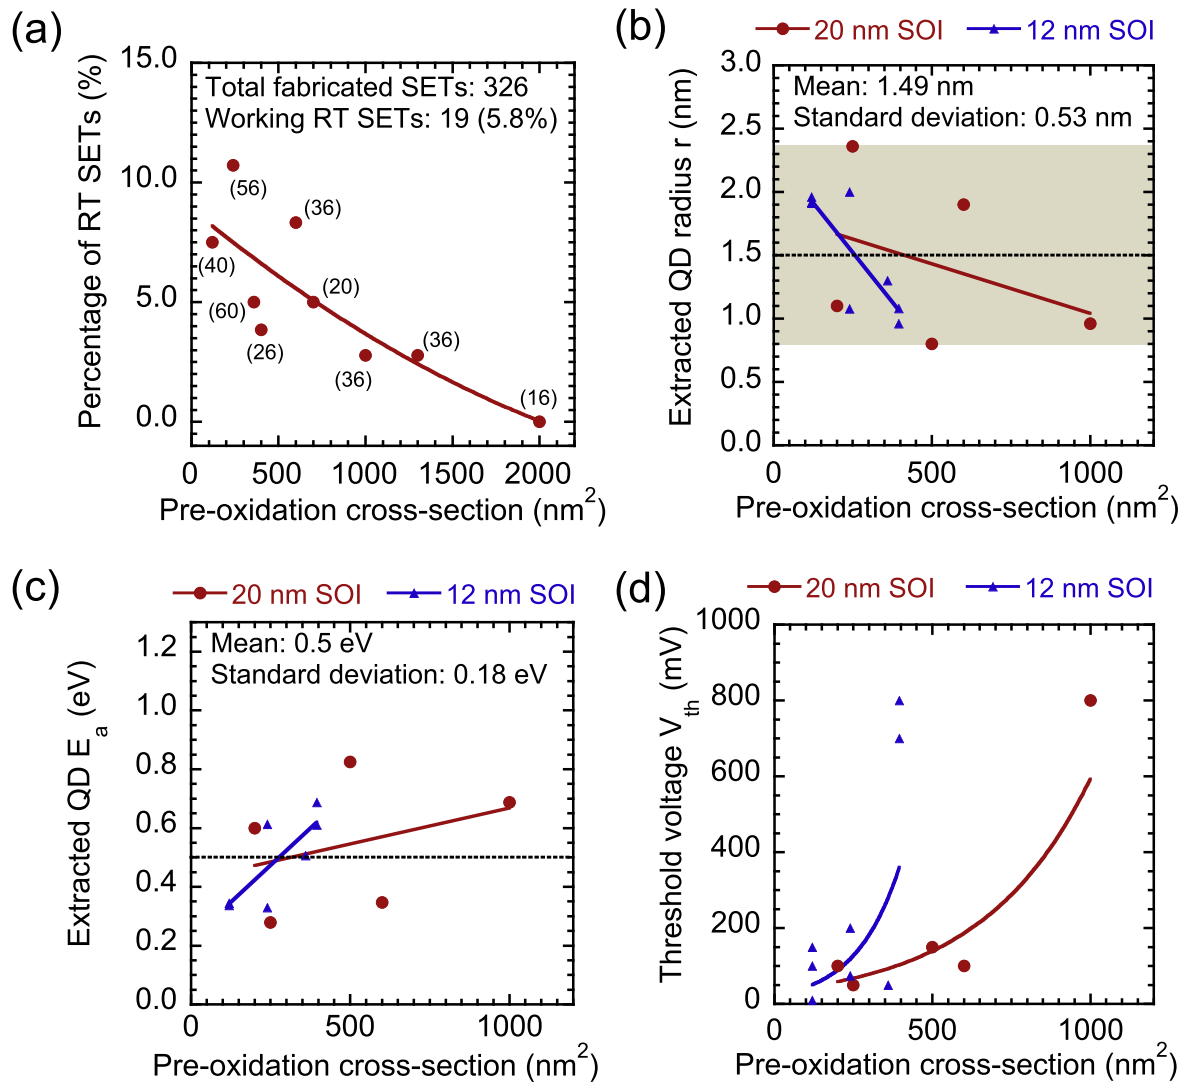 (a)
15.0
10.0
5.0
0.0
Percentage of RT SETs (%)
Total fabricated SETs: 326
Working RT SETs: 19 (5.8%)
(56)
(36)
(40)
(60)
(20)
(26)
(36)
(36)
(16)
0 500 1000 1500 2000
Pre-oxidation cross-section (nm²)
(b)
20 nm SOI 12 nm SOI
3.0
2.5
2.0
1.5
1.0
0.5
0.0
Extracted QD radius r (nm)
Mean: 1.49 nm
Standard deviation: 0.53 nm
0 500 1000
Pre-oxidation cross-section (nm²)
(c)
20 nm SOI 12 nm SOI
1.2
1.0
0.8
0.6
0.4
0.2
0.0
Extracted QD Eₐ (eV)
Mean: 0.5 eV
Standard deviation: 0.18 eV
0 500 1000
Pre-oxidation cross-section (nm²)
(d)
20 nm SOI 12 nm SOI
1000
800
600
400
200
0
Threshold voltage Vth (mV)
0 500 1000
Pre-oxidation cross-section (nm²)